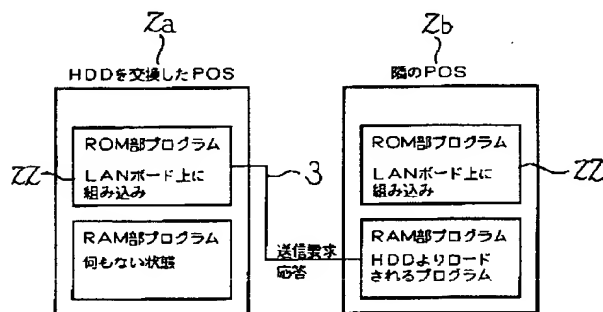 Za
Zb
HDDを交換したPOS
隣のPOS
ROM部プログラム
LANボード上に
組み込み
ZZ
RAM部プログラム
何もない状態
3
送信要求
応答
ROM部プログラム
LANボード上に
組み込み
ZZ
RAM部プログラム
HDDよりロード
されるプログラム